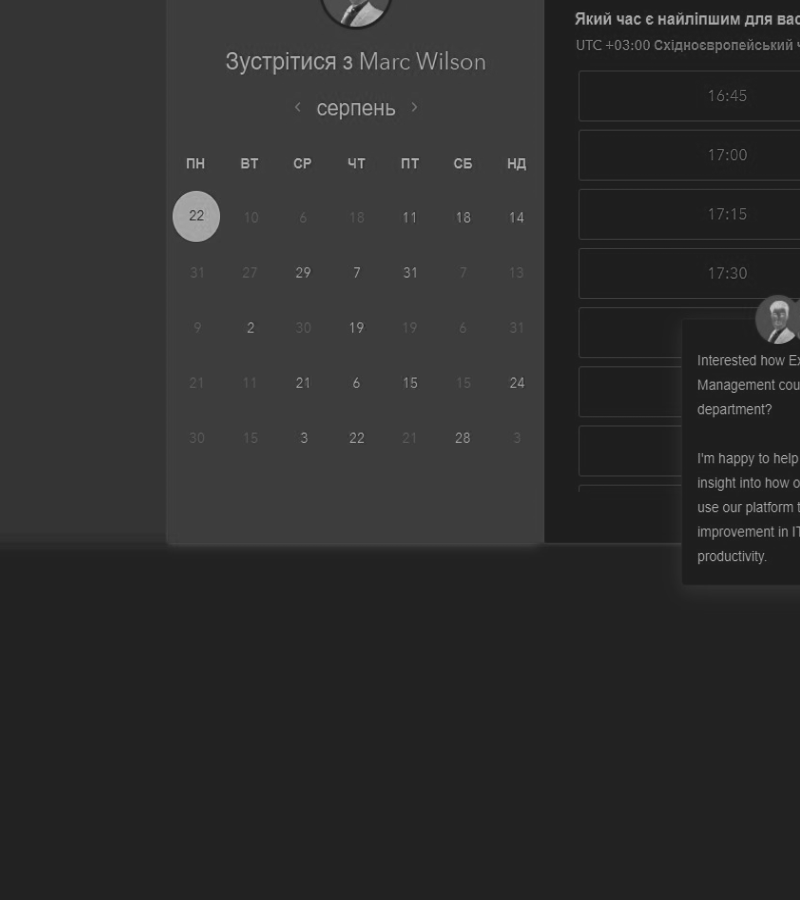 Зустрітися з Marc Wilson
‹ серпень ›
ПН ВТ СР ЧТ ПТ СБ НД
22 10 6 18 11 18 14
31 27 29 7 31 7 13
9 2 30 19 19 6 31
21 11 21 6 15 15 24
30 15 3 22 21 28 3
Який час є найліпшим для вас
UTC +03:00 Східноєвропейський ч
16:45
17:00
17:15
17:30
Interested how Ex
Management cou
department?
I'm happy to help
insight into how o
use our platform t
improvement in IT
productivity.